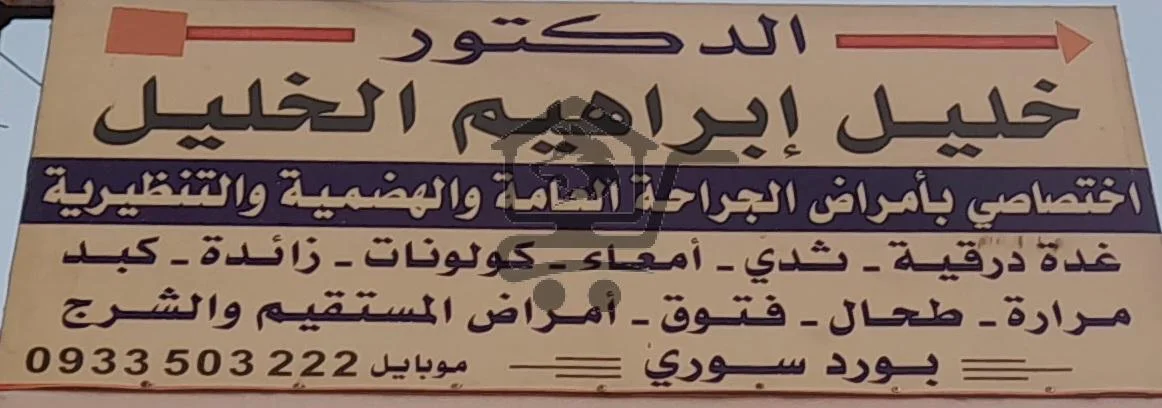 الدكتور
خليل إبراهيم الخليل
اختصاصي بأمراض الجراحة العامة والهضمية والتنظيرية
غدة درقية - ثدي - أمعاء - كولونات - زائدة - كبد
مرارة - طحال - فتوق - أمراض المستقيم والشرج
بورد سوري موبايل 0933 503 222